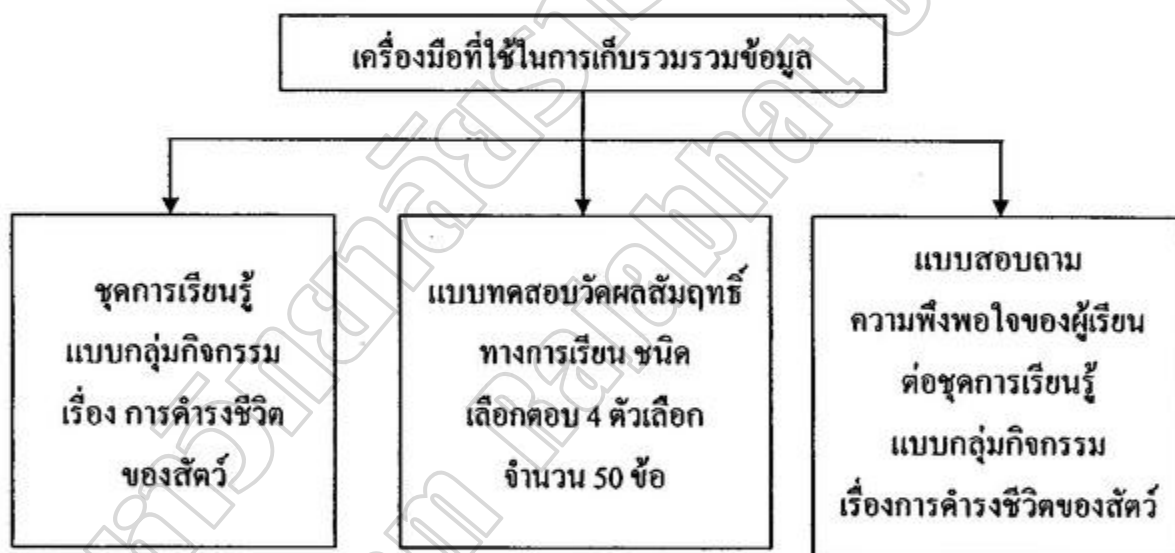 เครื่องมือที่ใช้ในการเก็บรวมรวมข้อมูล
ชุดการเรียนรู้
แบบกลุ่มกิจกรรม
เรื่อง การดำรงชีวิต
ของสัตว์
แบบทดสอบวัดผลสัมฤทธิ์
ทางการเรียน ชนิด
เลือกตอบ 4 ตัวเลือก
จำนวน 50 ข้อ
แบบสอบถาม
ความพึงพอใจของผู้เรียน
ต่อชุดการเรียนรู้
แบบกลุ่มกิจกรรม
เรื่องการดำรงชีวิตของสัตว์